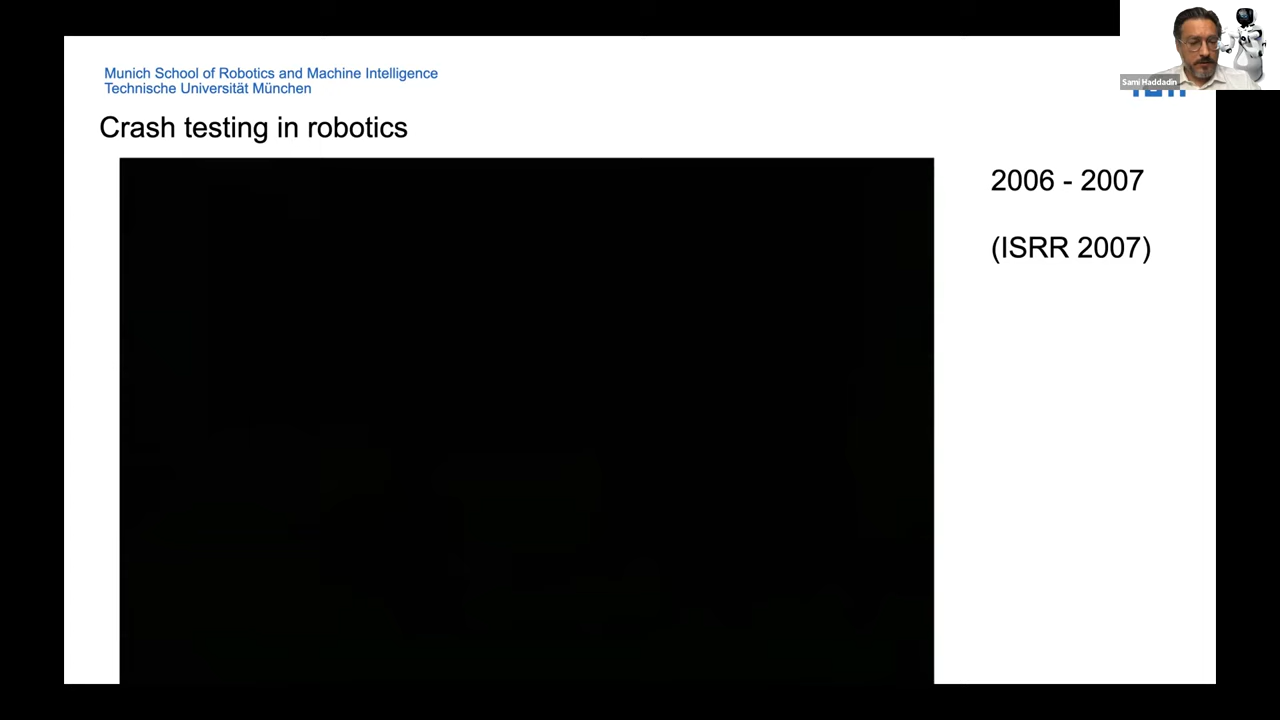 Munich School of Robotics and Machine Intelligence
Technische Universität München
Sami Haddadin
Crash testing in robotics
2006 - 2007
(ISRR 2007)